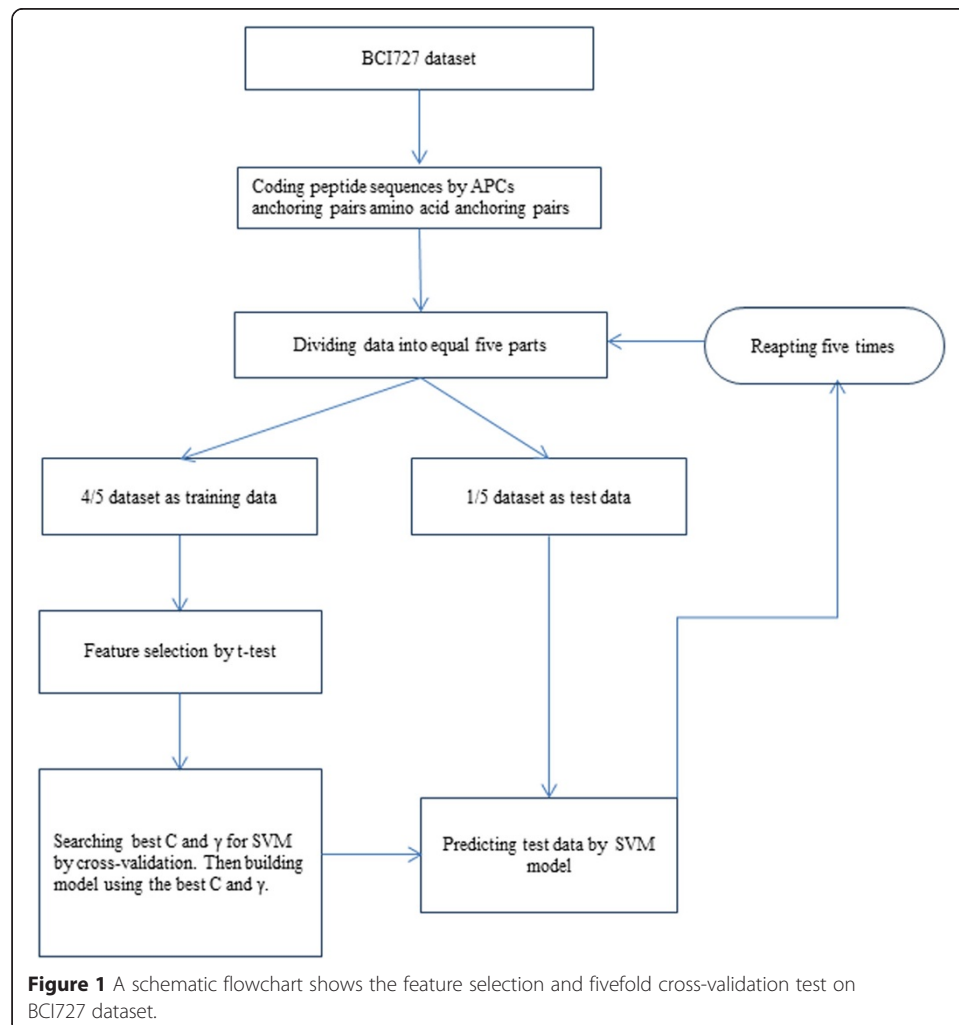 BCI727 dataset
Coding peptide sequences by APCs
anchoring pairs amino acid anchoring pairs
Dividing data into equal five parts
Reapting five times
4/5 dataset as training data
1/5 dataset as test data
Feature selection by t-test
Searching best C and γ for SVM
by cross-validation. Then building
model using the best C and γ.
Predicting test data by SVM
model
Figure 1 A schematic flowchart shows the feature selection and fivefold cross-validation test on
BCI727 dataset.